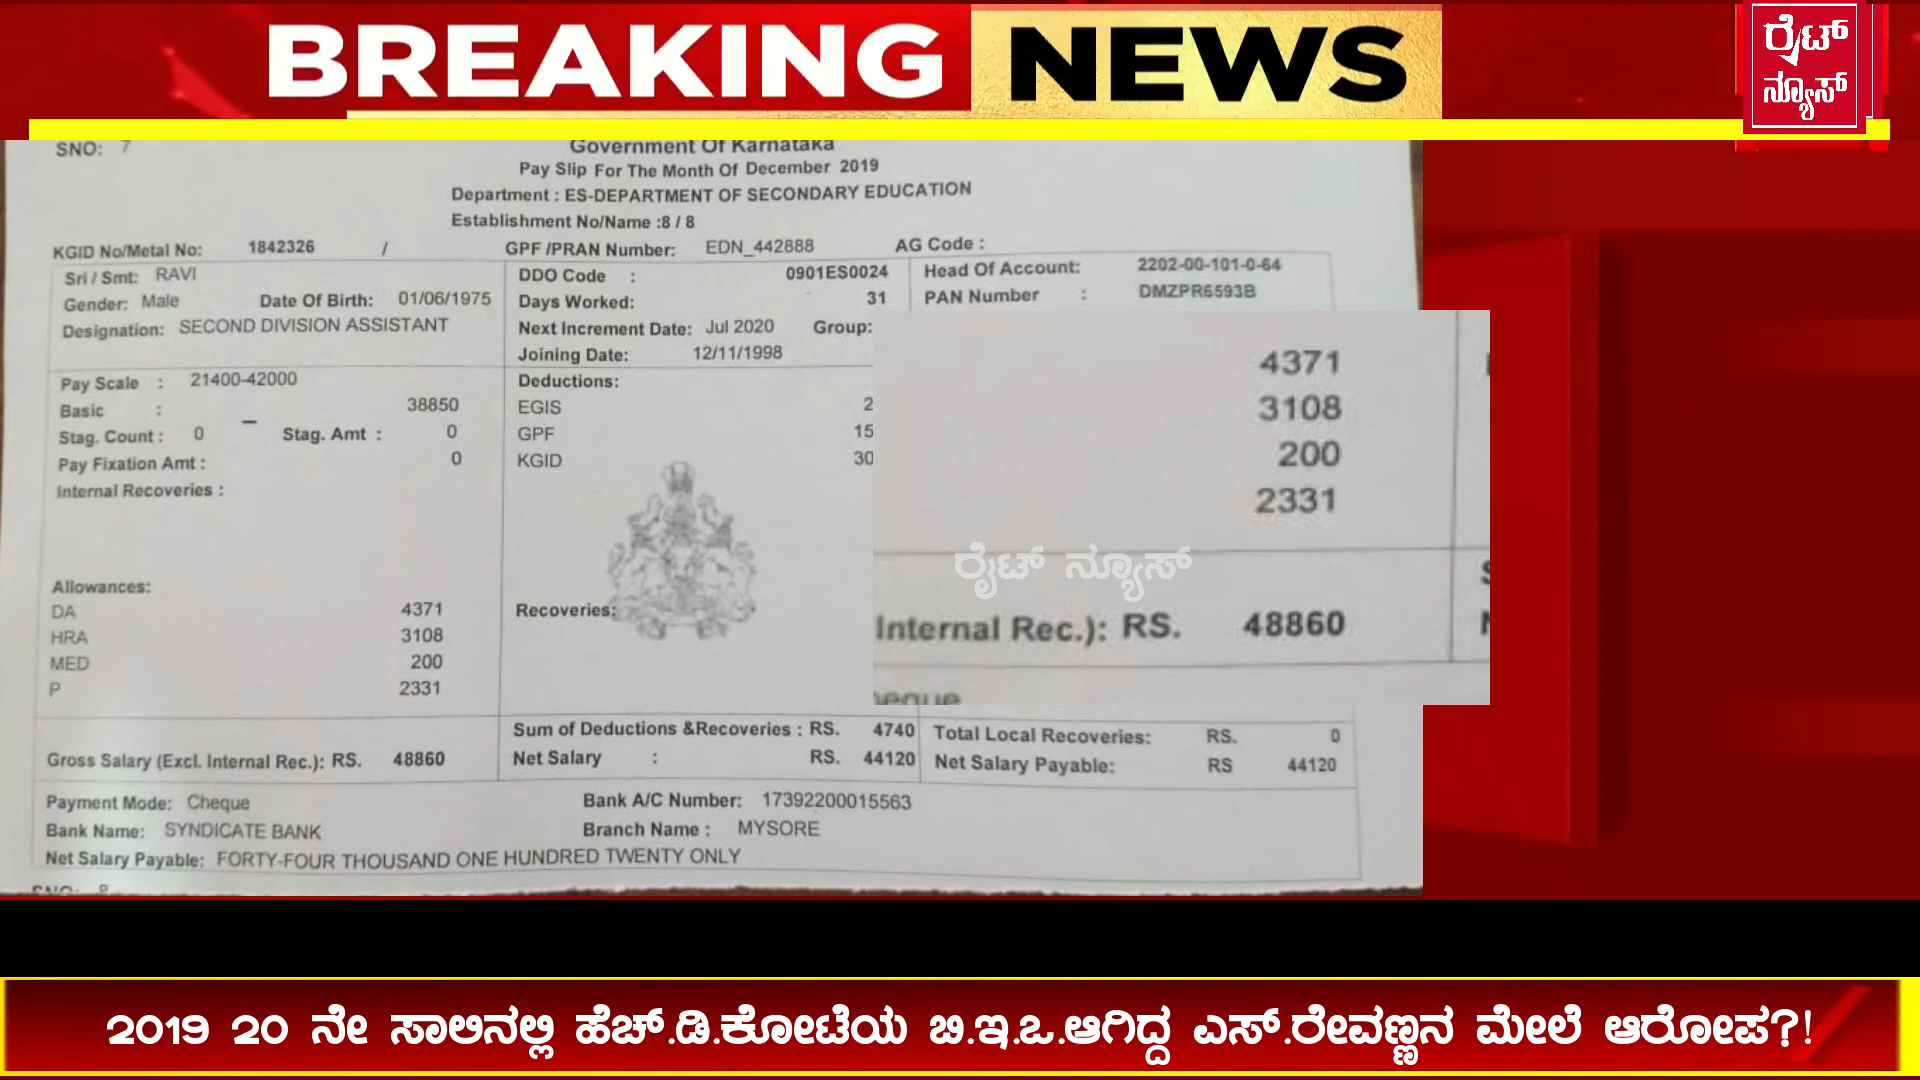 BREAKING NEWS
ರೈಟ್
ನ್ಯೂಸ್
SNO: 7
Government Of Karnataka
Pay Slip For The Month Of December 2019
Department : ES-DEPARTMENT OF SECONDARY EDUCATION
Establishment No/Name :8 / 8
KGID No/Metal No: 1842326 / GPF /PRAN Number: EDN_442888 AG Code :
Sri / Smt: RAVI DDO Code : 0901ES0024 Head Of Account: 2202-00-101-0-64
Gender: Male Date Of Birth: 01/06/1975 Days Worked: 31 PAN Number : DMZPR6593B
Designation: SECOND DIVISION ASSISTANT Next Increment Date: Jul 2020 Group:
Joining Date: 12/11/1998
Pay Scale : 21400-42000 Deductions:
Basic : 38850 EGIS 2
Stag. Count : 0 Stag. Amt : 0 GPF 15
Pay Fixation Amt : 0 KGID 30
Internal Recoveries :
4371
3108
200
2331
ರೈಟ್ ನ್ಯೂಸ್
Internal Rec.): RS. 48860
Allowances:
DA 4371 Recoveries:
HRA 3108
MED 200
P 2331
Sum of Deductions &Recoveries : RS. 4740 Total Local Recoveries: RS. 0
Gross Salary (Excl. Internal Rec.): RS. 48860 Net Salary : RS. 44120 Net Salary Payable: RS 44120
Payment Mode: Cheque Bank A/C Number: 17392200015563
Bank Name: SYNDICATE BANK Branch Name : MYSORE
Net Salary Payable: FORTY-FOUR THOUSAND ONE HUNDRED TWENTY ONLY
2019 20 ನೇ ಸಾಲಿನಲ್ಲಿ ಹೆಚ್.ಡಿ.ಕೋಟೆಯ ಬಿ.ಇ.ಒ.ಆಗಿದ್ದ ಎಸ್.ರೇವಣ್ಣನ ಮೇಲೆ ಆರೋಪ?!